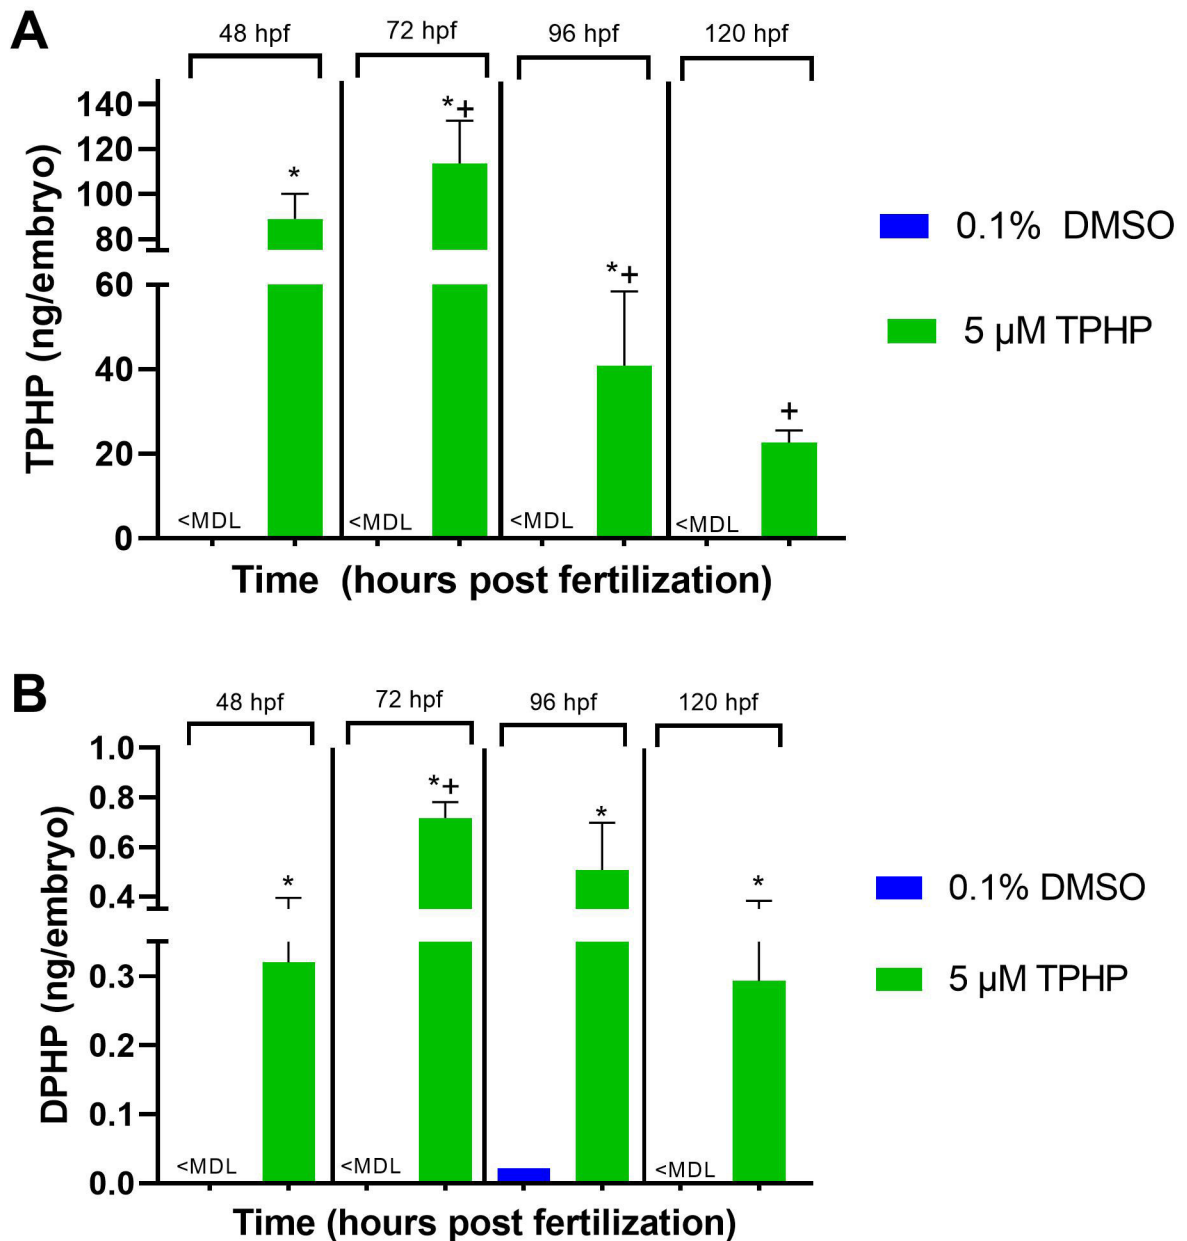 A
48 hpf 72 hpf 96 hpf 120 hpf
140
120
100
80
60
40
20
0
TPHP (ng/embryo)
* *+ *+ +
<MDL <MDL <MDL <MDL
Time (hours post fertilization)
0.1% DMSO
5 µM TPHP
B
48 hpf 72 hpf 96 hpf 120 hpf
1.0
0.8
0.6
0.4
0.3
0.2
0.1
0.0
DPHP (ng/embryo)
* *+ * *
<MDL <MDL <MDL
Time (hours post fertilization)
0.1% DMSO
5 µM TPHP